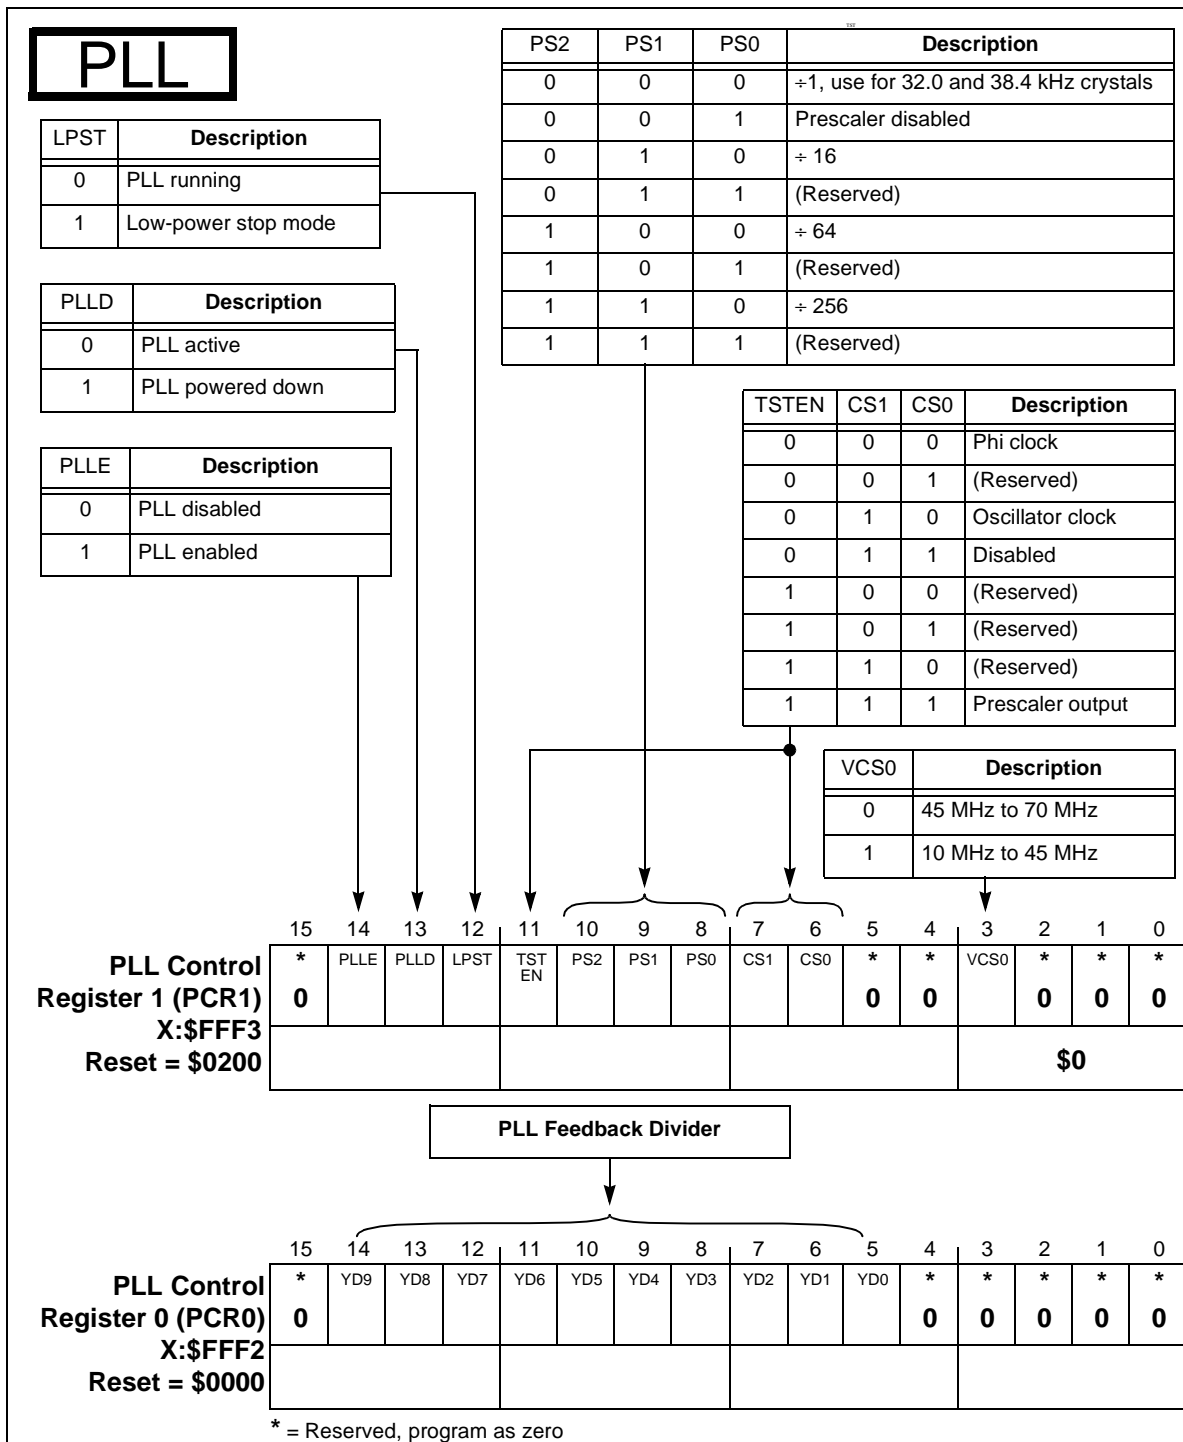 PLL
TST
PS2 PS1 PS0 Description
0 0 0 ÷1, use for 32.0 and 38.4 kHz crystals
0 0 1 Prescaler disabled
0 1 0 ÷ 16
0 1 1 (Reserved)
1 0 0 ÷ 64
1 0 1 (Reserved)
1 1 0 ÷ 256
1 1 1 (Reserved)
LPST Description
0 PLL running
1 Low-power stop mode
PLLD Description
0 PLL active
1 PLL powered down
PLLE Description
0 PLL disabled
1 PLL enabled
TSTEN CS1 CS0 Description
0 0 0 Phi clock
0 0 1 (Reserved)
0 1 0 Oscillator clock
0 1 1 Disabled
1 0 0 (Reserved)
1 0 1 (Reserved)
1 1 0 (Reserved)
1 1 1 Prescaler output
VCS0 Description
0 45 MHz to 70 MHz
1 10 MHz to 45 MHz
15 14 13 12 11 10 9 8 7 6 5 4 3 2 1 0
PLL Control
Register 1 (PCR1)
X:$FFF3
Reset = $0200
* PLLE PLLD LPST TST EN PS2 PS1 PS0 CS1 CS0 * * VCS0 * * *
0 0 0 0 0 0
$0
PLL Feedback Divider
15 14 13 12 11 10 9 8 7 6 5 4 3 2 1 0
PLL Control
Register 0 (PCR0)
X:$FFF2
Reset = $0000
* YD9 YD8 YD7 YD6 YD5 YD4 YD3 YD2 YD1 YD0 * * * * *
0 0 0 0 0 0
* = Reserved, program as zero